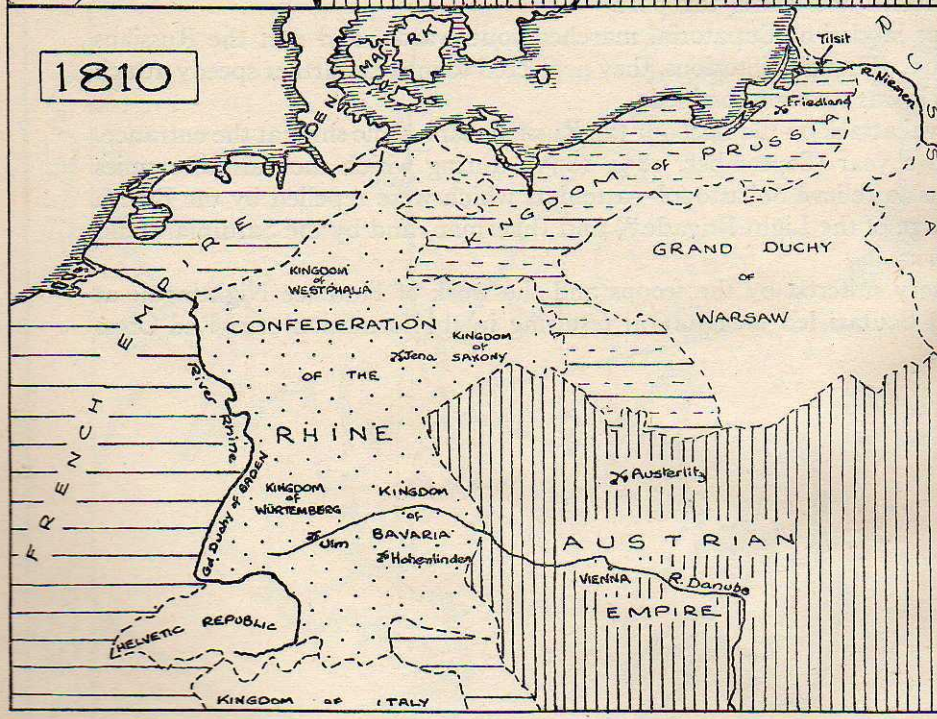 1810
DENMARK
RUSSIA
Tilsit
R. Niemen
Friedland
KINGDOM of PRUSSIA
FRENCH EMPIRE
GRAND DUCHY
OF
WARSAW
KINGDOM
of
WESTPHALIA
CONFEDERATION
OF THE
RHINE
KINGDOM
of
SAXONY
Jena
River Rhine
Gd Duchy of BADEN
KINGDOM
of
WÜRTEMBERG
Ulm
KINGDOM
of
BAVARIA
Hohenlinden
Austerlitz
AUSTRIAN
EMPIRE
VIENNA
R. Danube
HELVETIC REPUBLIC
KINGDOM of ITALY